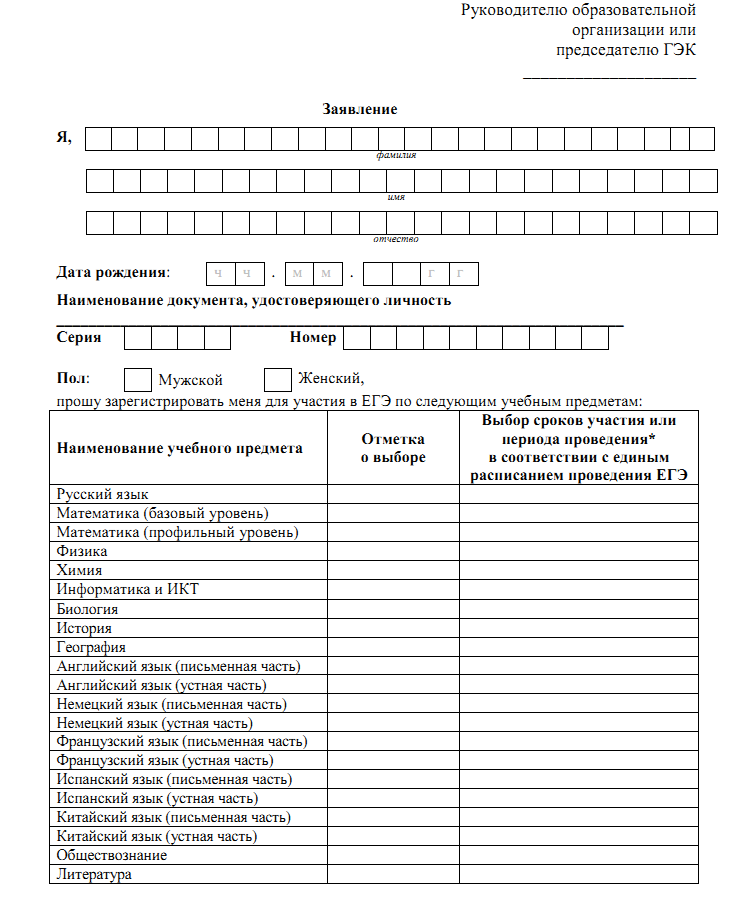 Руководителю образовательной
организации или
председателю ГЭК
____________________
Заявление
Я,
фамилия
имя
отчество
Дата рождения: ч ч . м м . г г
Наименование документа, удостоверяющего личность
Серия Номер
Пол: Мужской Женский,
прошу зарегистрировать меня для участия в ЕГЭ по следующим учебным предметам:
Наименование учебного предмета
Отметка
о выборе
Выбор сроков участия или
периода проведения*
в соответствии с единым
расписанием проведения ЕГЭ
Русский язык
Математика (базовый уровень)
Математика (профильный уровень)
Физика
Химия
Информатика и ИКТ
Биология
История
География
Английский язык (письменная часть)
Английский язык (устная часть)
Немецкий язык (письменная часть)
Немецкий язык (устная часть)
Французский язык (письменная часть)
Французский язык (устная часть)
Испанский язык (письменная часть)
Испанский язык (устная часть)
Китайский язык (письменная часть)
Китайский язык (устная часть)
Обществознание
Литература